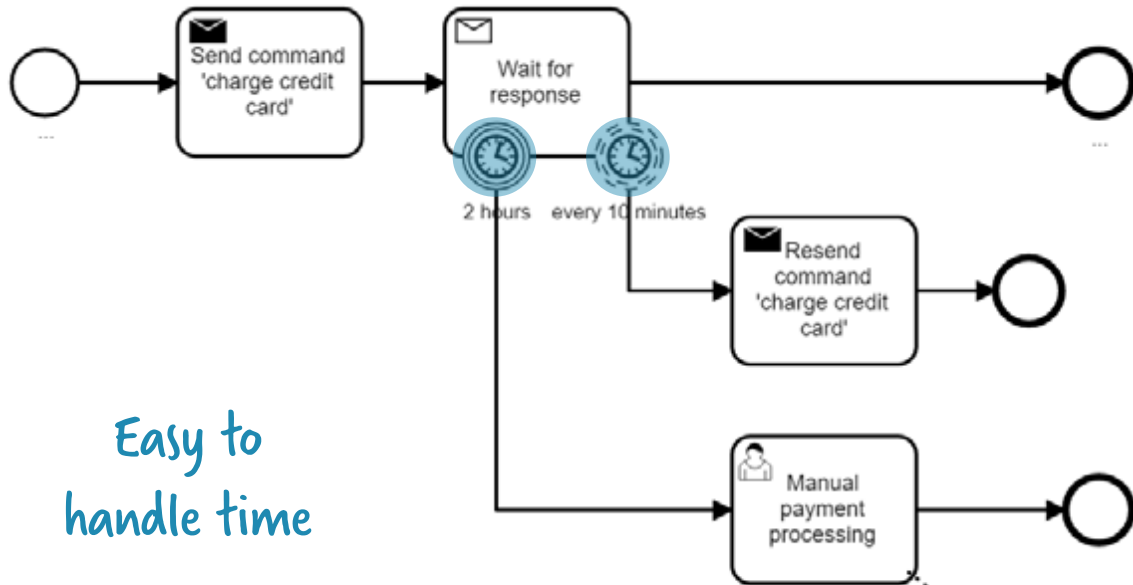 Send command
'charge credit
card'
Wait for
response
...
...
2 hours
every 10 minutes
Resend
command
'charge credit
card'
Easy to
handle time
Manual
payment
processing